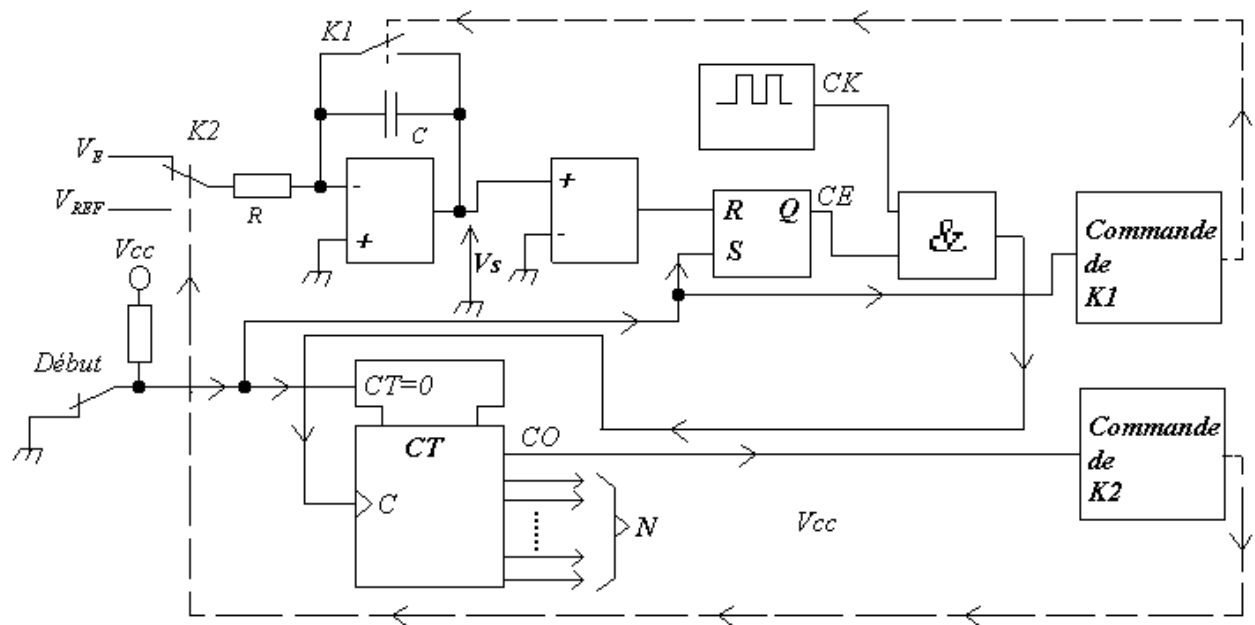 K1
CK
K2
C
V_E
V_REF
R
-
+
+
-
Vs
R
Q
S
CE
&
Commande
de
K1
Vcc
Début
CT=0
CT
CO
C
N
Vcc
Commande
de
K2